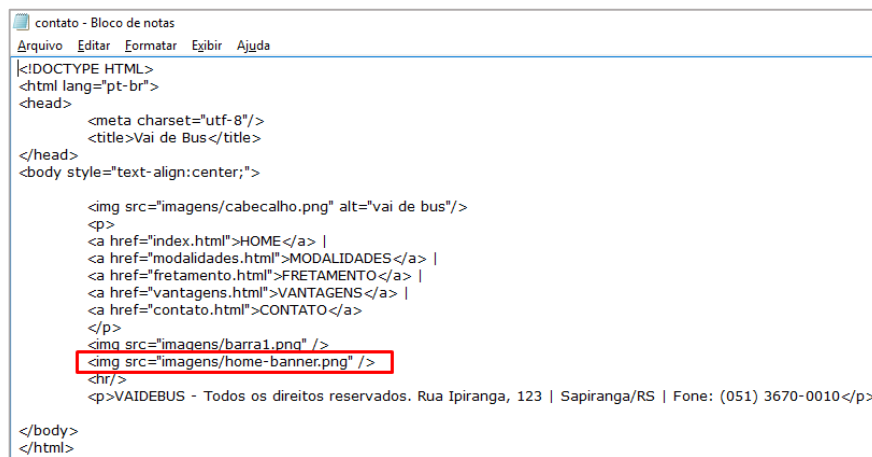 contato - Bloco de notas
Arquivo Editar Formatar Exibir Ajuda
<!DOCTYPE HTML>
<html lang="pt-br">
<head>
<meta charset="utf-8"/>
<title>Vai de Bus</title>
</head>
<body style="text-align:center;">
<img src="imagens/cabecalho.png" alt="vai de bus"/>
<p>
<a href="index.html">HOME</a> |
<a href="modalidades.html">MODALIDADES</a> |
<a href="fretamento.html">FRETAMENTO</a> |
<a href="vantagens.html">VANTAGENS</a> |
<a href="contato.html">CONTATO</a>
</p>
<img src="imagens/barra1.png" />
<img src="imagens/home-banner.png" />
<hr/>
<p>VAIDEBUS - Todos os direitos reservados. Rua Ipiranga, 123 | Sapiranga/RS | Fone: (051) 3670-0010</p>
</body>
</html>